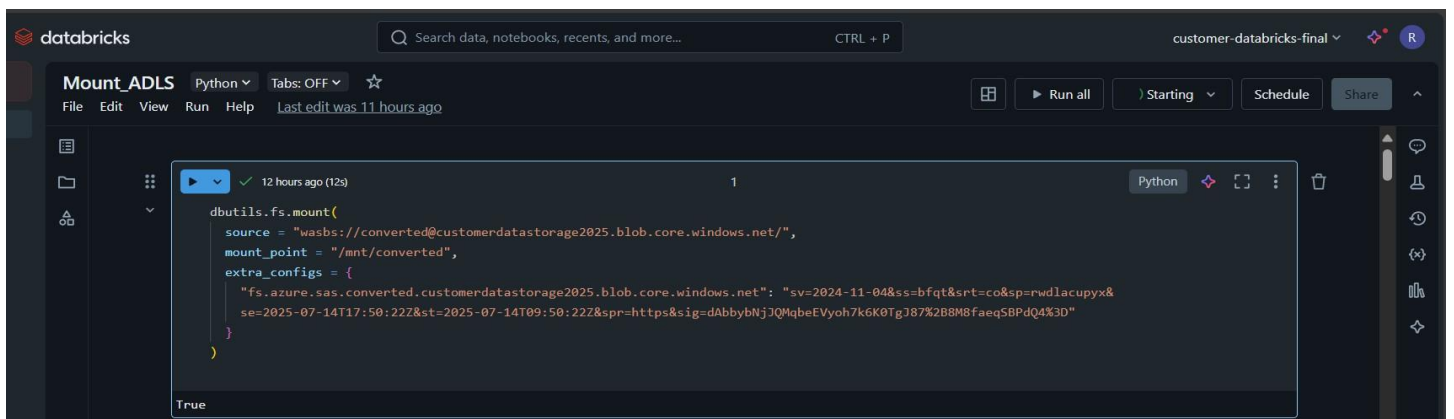 databricks
Search data, notebooks, recents, and more...
CTRL + P
customer-databricks-final
R
Mount_ADLS Python Tabs: OFF
File Edit View Run Help Last edit was 11 hours ago
Run all
Starting
Schedule
Share
12 hours ago (12s)
1
Python
dbutils.fs.mount(
source = "wasbs://converted@customerdatastorage2025.blob.core.windows.net/",
mount_point = "/mnt/converted",
extra_configs = {
"fs.azure.sas.converted.customerdatastorage2025.blob.core.windows.net": "sv=2024-11-04&ss=bfqt&srt=co&sp=rwdlacupyx&
se=2025-07-14T17:50:22Z&st=2025-07-14T09:50:22Z&spr=https&sig=dAbbybNjJQMqbeEVyoh7k6K0TgJ87%2B8M8faeqSBPdQ4%3D"
}
)
True